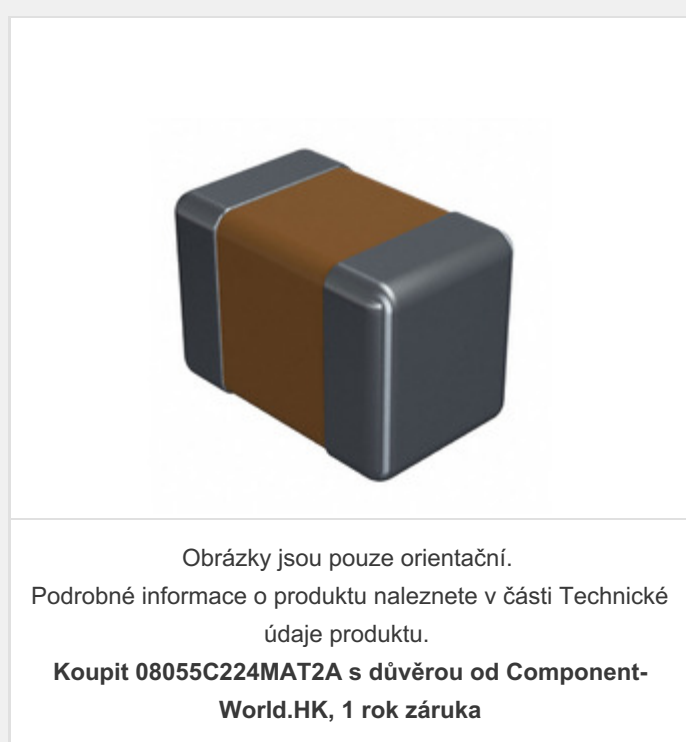 Obrázky jsou pouze orientační.
Podrobné informace o produktu naleznete v části Technické
údaje produktu.
Koupit 08055C224MAT2A s důvěrou od Component-
World.HK, 1 rok záruka